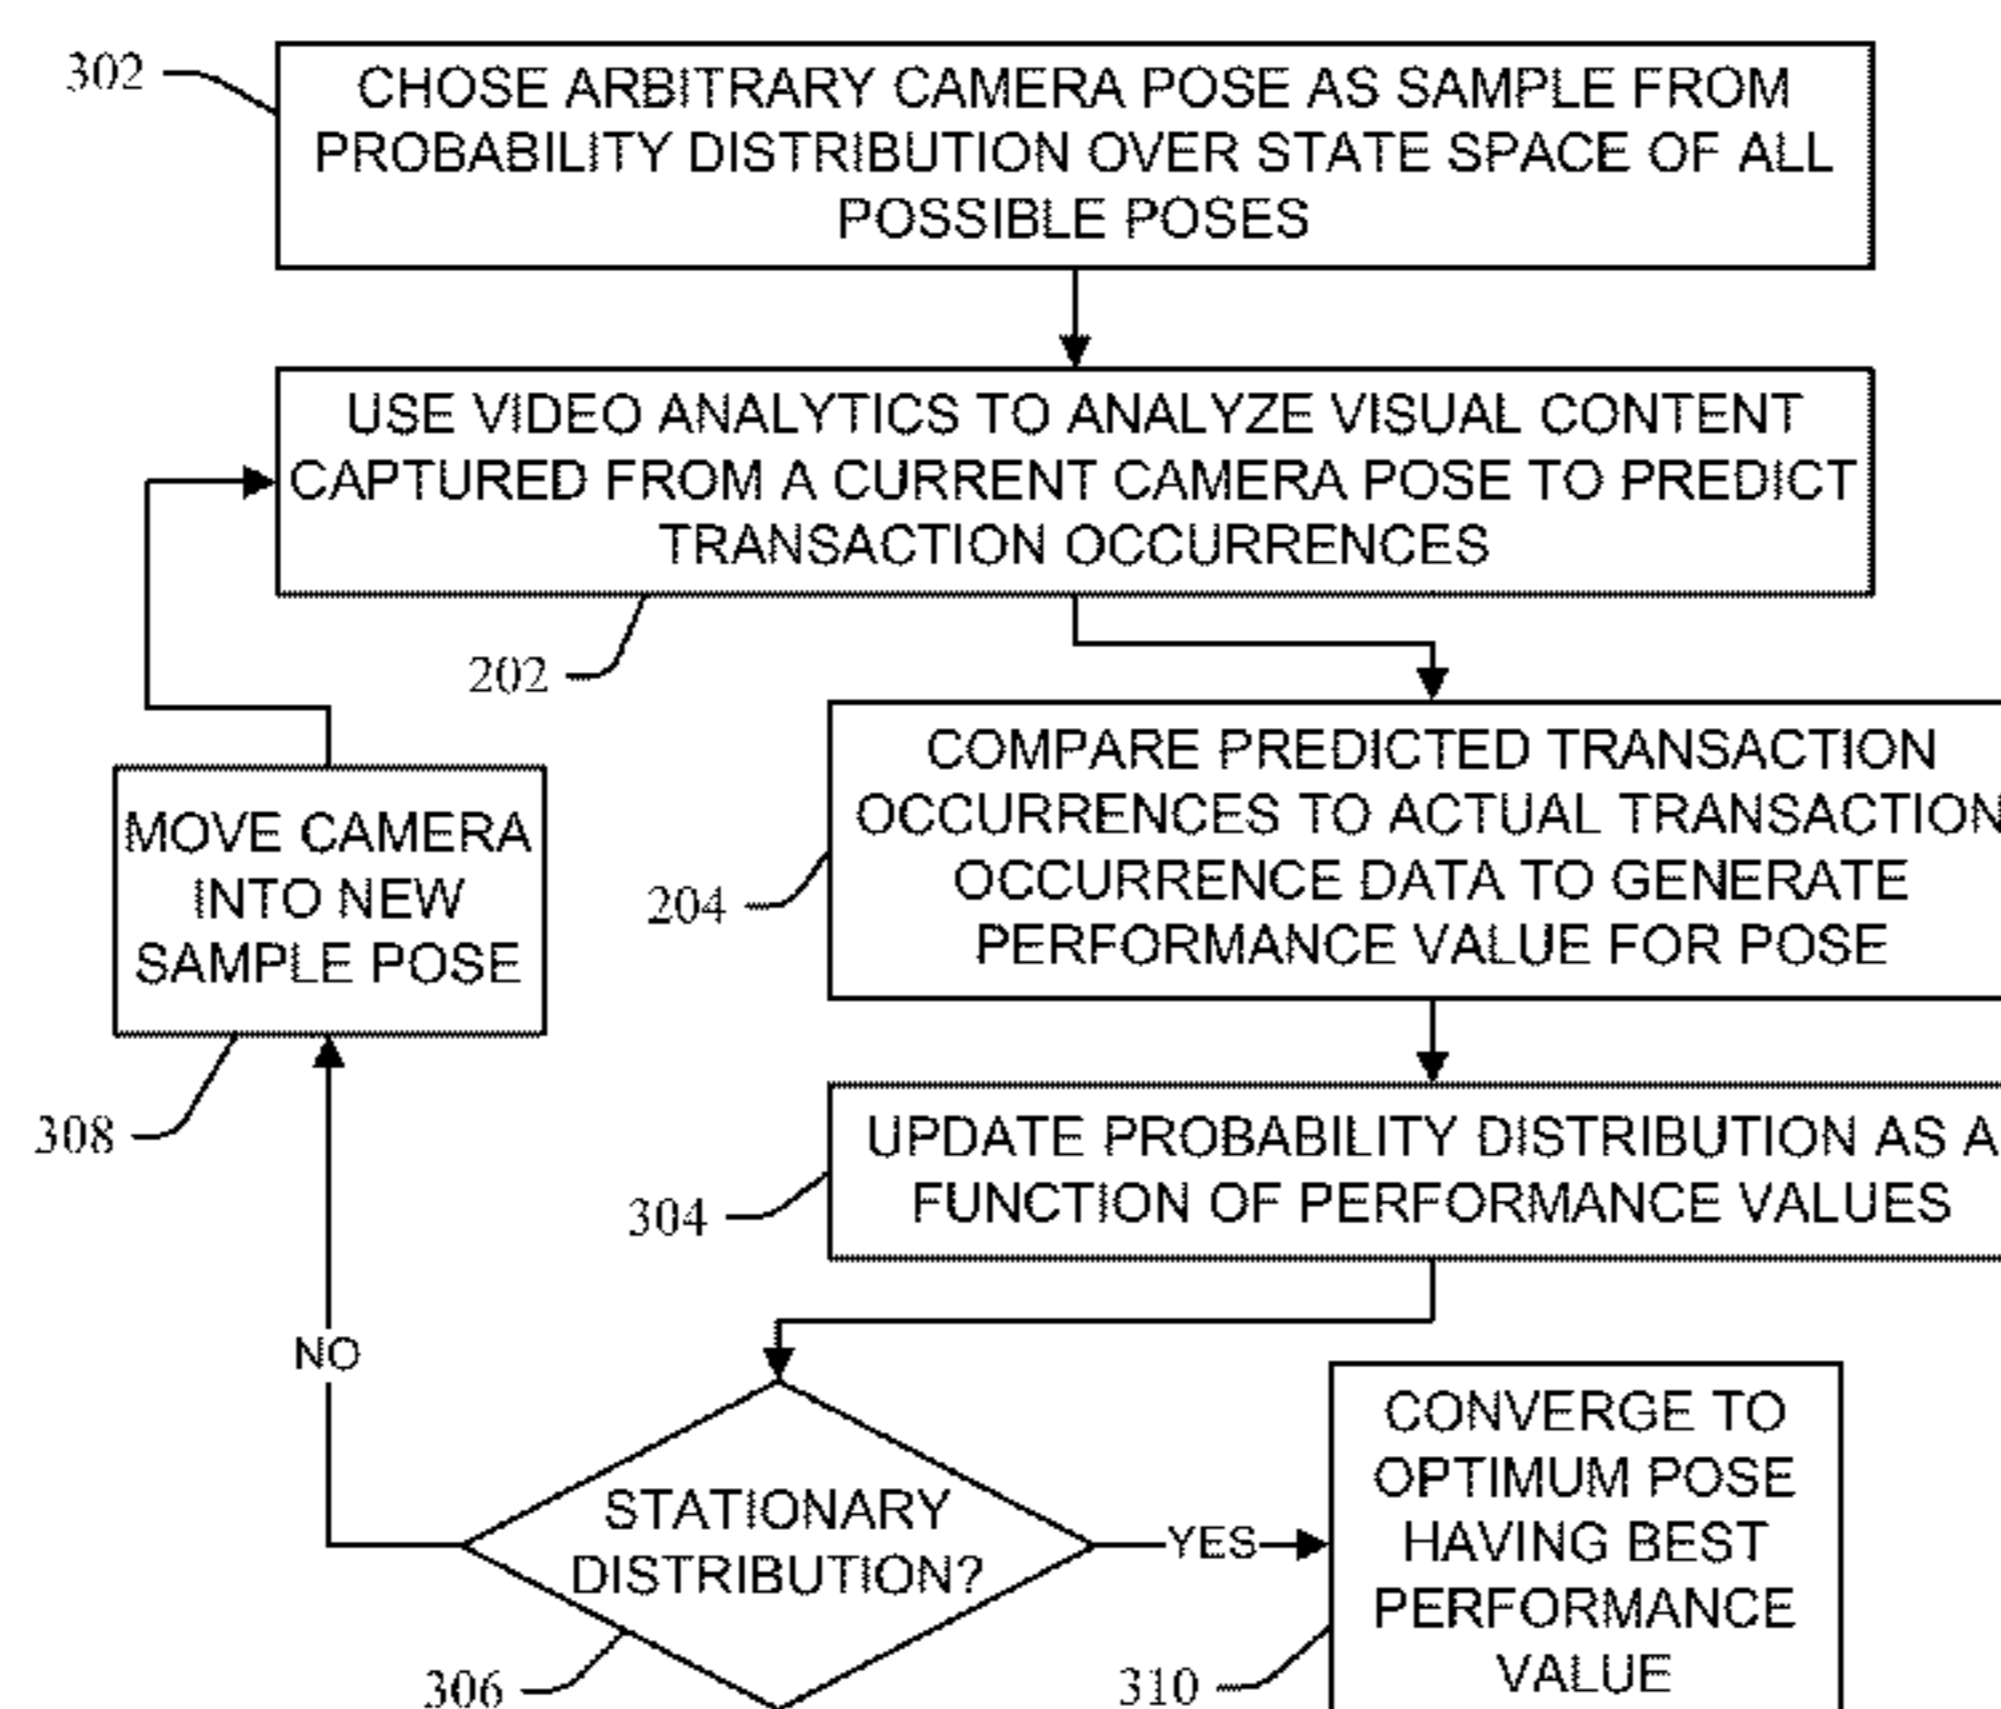 302
CHOSE ARBITRARY CAMERA POSE AS SAMPLE FROM
PROBABILITY DISTRIBUTION OVER STATE SPACE OF ALL
POSSIBLE POSES
USE VIDEO ANALYTICS TO ANALYZE VISUAL CONTENT
CAPTURED FROM A CURRENT CAMERA POSE TO PREDICT
TRANSACTION OCCURRENCES
202
COMPARE PREDICTED TRANSACTION
OCCURRENCES TO ACTUAL TRANSACTION
OCCURRENCE DATA TO GENERATE
PERFORMANCE VALUE FOR POSE
204
MOVE CAMERA
INTO NEW
SAMPLE POSE
308
UPDATE PROBABILITY DISTRIBUTION AS A
FUNCTION OF PERFORMANCE VALUES
304
NO
STATIONARY
DISTRIBUTION?
306
YES
CONVERGE TO
OPTIMUM POSE
HAVING BEST
PERFORMANCE
VALUE
310